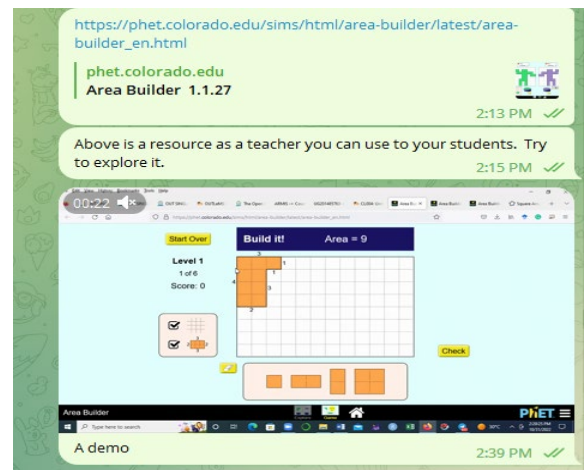 https://phet.colorado.edu/sims/html/area-builder/latest/area-
builder_en.html
phet.colorado.edu
Area Builder 1.1.27
2:13 PM
Above is a resource as a teacher you can use to your students. Try
to explore it.
2:15 PM
00:22
Start Over
Build it!
Area = 9
Level 1
1 of 6
Score: 0
3
1
1
4
3
2
Check
Area Builder
PhET
Type here to search
A demo
2:39 PM